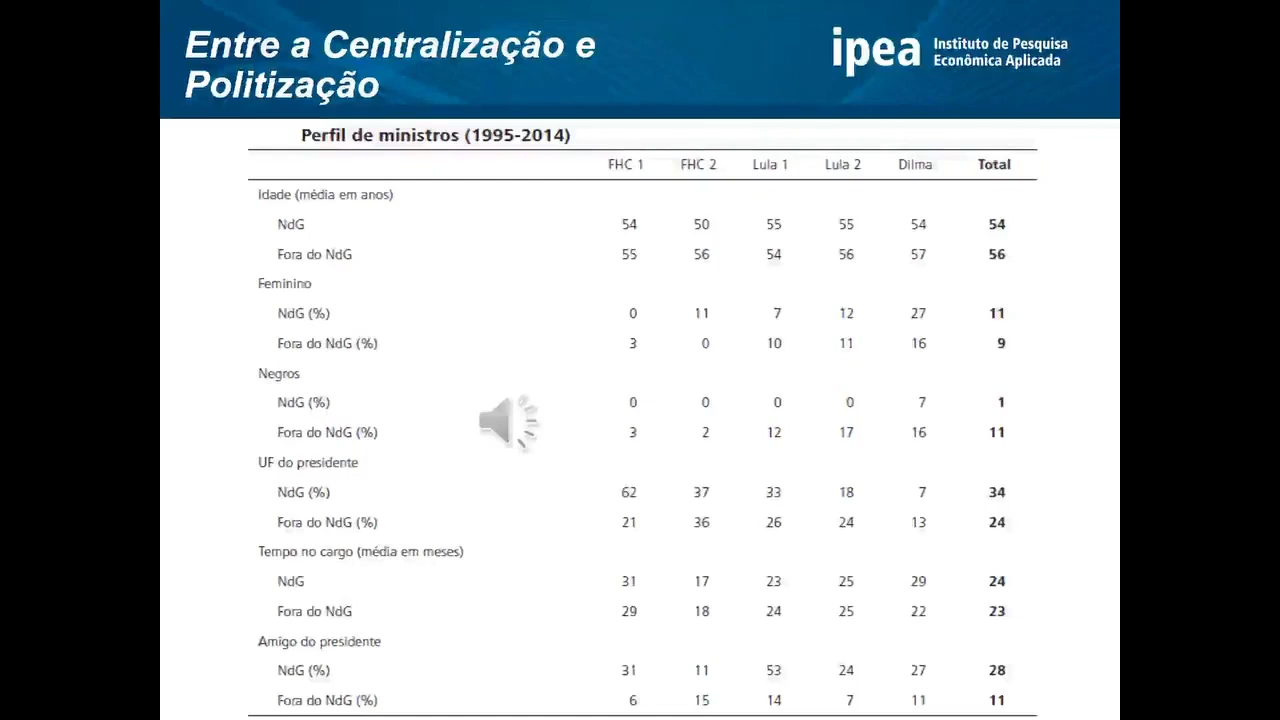 Entre a Centralização e
Politização
ipea Instituto de Pesquisa
Econômica Aplicada
Perfil de ministros (1995-2014)
FHC 1 FHC 2 Lula 1 Lula 2 Dilma Total
Idade (média em anos)
NdG 54 50 55 55 54 54
Fora do NdG 55 56 54 56 57 56
Feminino
NdG (%) 0 11 7 12 27 11
Fora do NdG (%) 3 0 10 11 16 9
Negros
NdG (%) 0 0 0 0 7 1
Fora do NdG (%) 3 2 12 17 16 11
UF do presidente
NdG (%) 62 37 33 18 7 34
Fora do NdG (%) 21 36 26 24 13 24
Tempo no cargo (média em meses)
NdG 31 17 23 25 29 24
Fora do NdG 29 18 24 25 22 23
Amigo do presidente
NdG (%) 31 11 53 24 27 28
Fora do NdG (%) 6 15 14 7 11 11